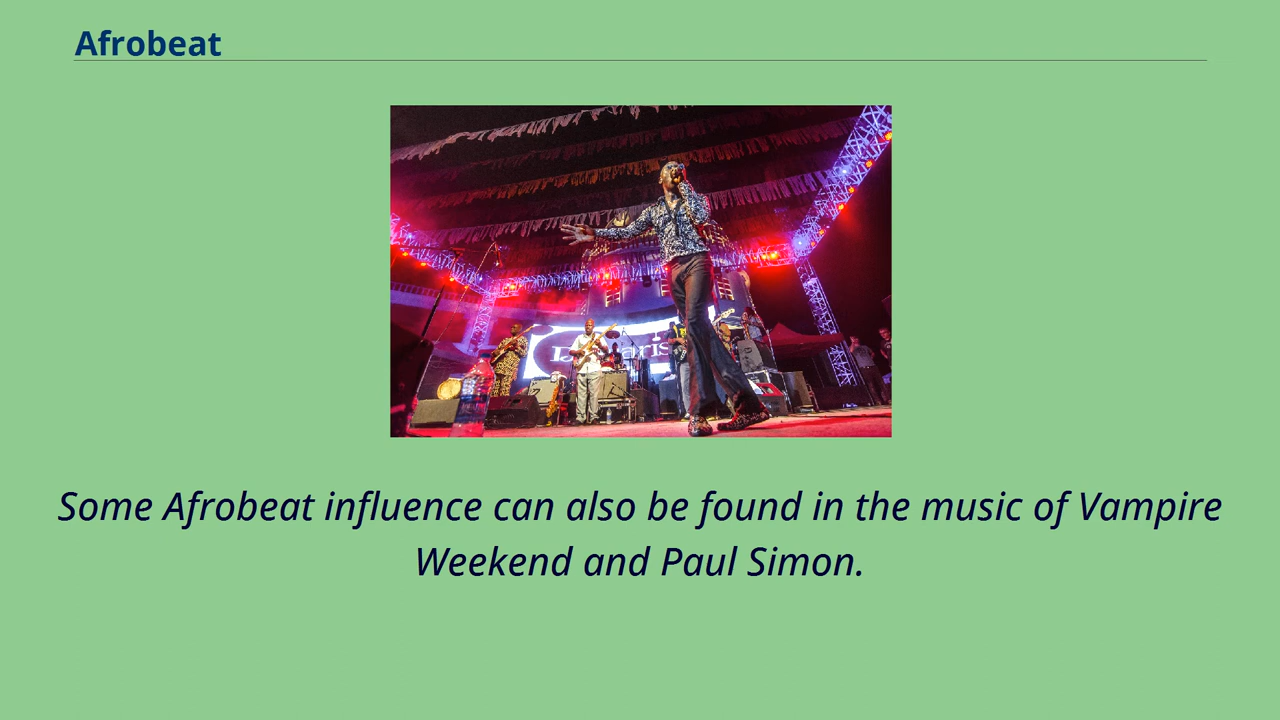 Afrobeat
Some Afrobeat influence can also be found in the music of Vampire
Weekend and Paul Simon.